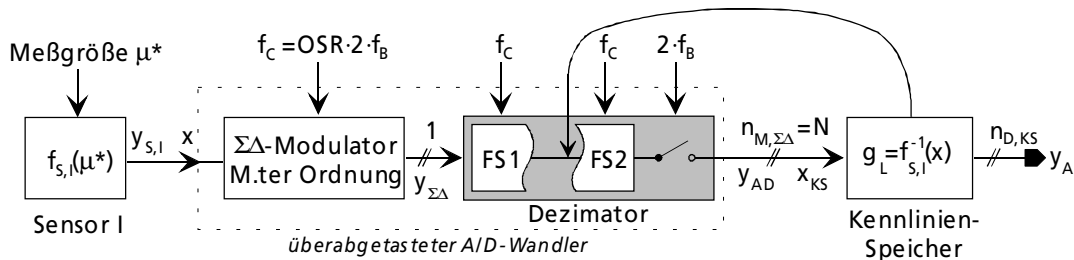 Meßgröße μ*
f_C=OSR·2·f_B
f_C
f_C
2·f_B
f_S,I(μ*)
y_S,I
x
ΣΔ-Modulator
M.ter Ordnung
1
y_ΣΔ
FS1
FS2
n_M,ΣΔ=N
y_AD
x_KS
g_L=f_S,I^-1(x)
n_D,KS
y_A
Sensor I
Dezimator
überabgetasteter A/D-Wandler
Kennlinien-
Speicher